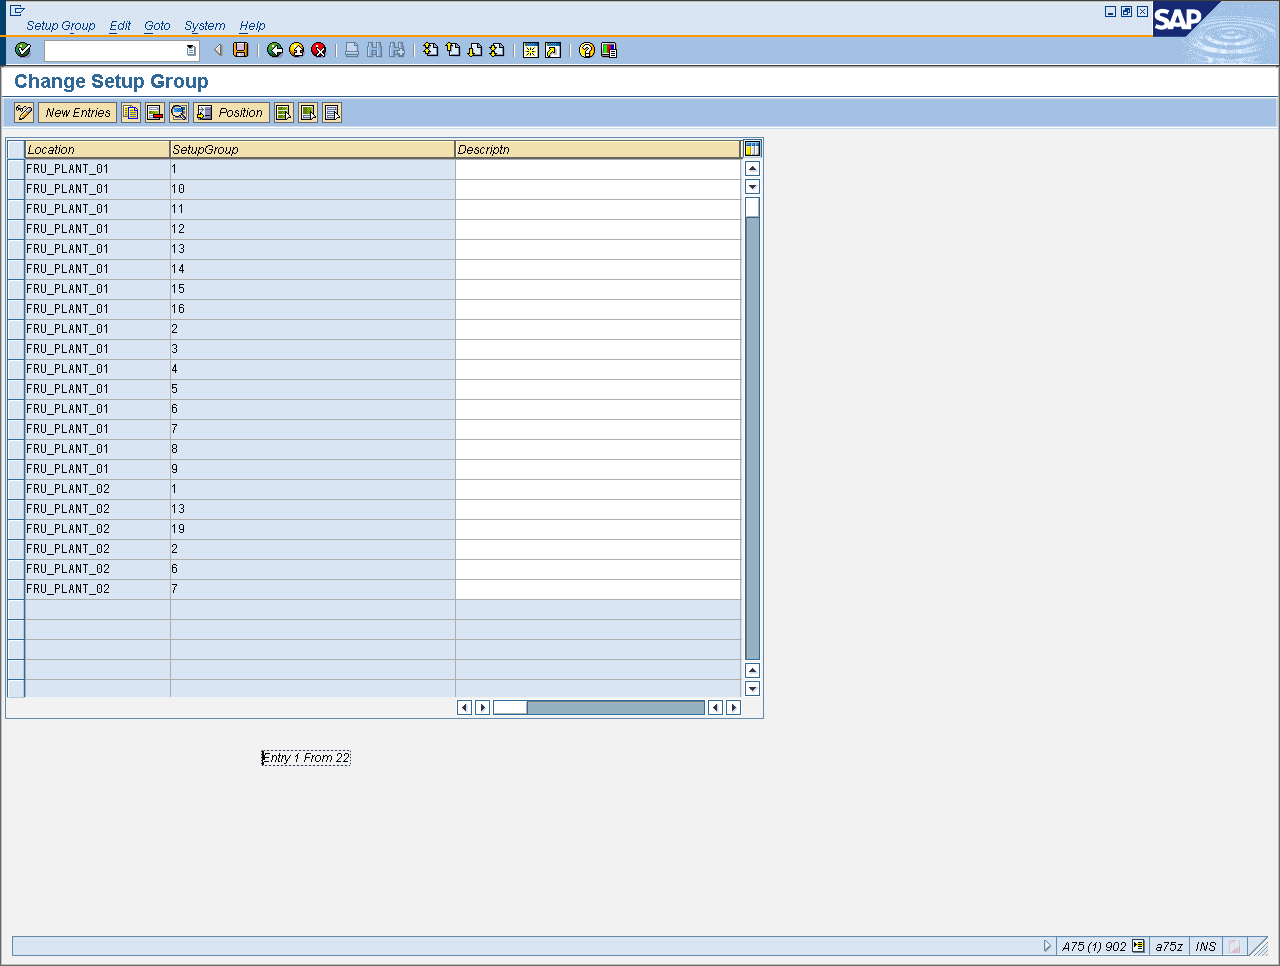 Setup Group Edit Goto System Help
SAP
Change Setup Group
New Entries Position
Location SetupGroup Descriptn
FRU_PLANT_01 1
FRU_PLANT_01 10
FRU_PLANT_01 11
FRU_PLANT_01 12
FRU_PLANT_01 13
FRU_PLANT_01 14
FRU_PLANT_01 15
FRU_PLANT_01 16
FRU_PLANT_01 2
FRU_PLANT_01 3
FRU_PLANT_01 4
FRU_PLANT_01 5
FRU_PLANT_01 6
FRU_PLANT_01 7
FRU_PLANT_01 8
FRU_PLANT_01 9
FRU_PLANT_02 1
FRU_PLANT_02 13
FRU_PLANT_02 19
FRU_PLANT_02 2
FRU_PLANT_02 6
FRU_PLANT_02 7
Entry 1 From 22
A75 (1) 902 a75z INS